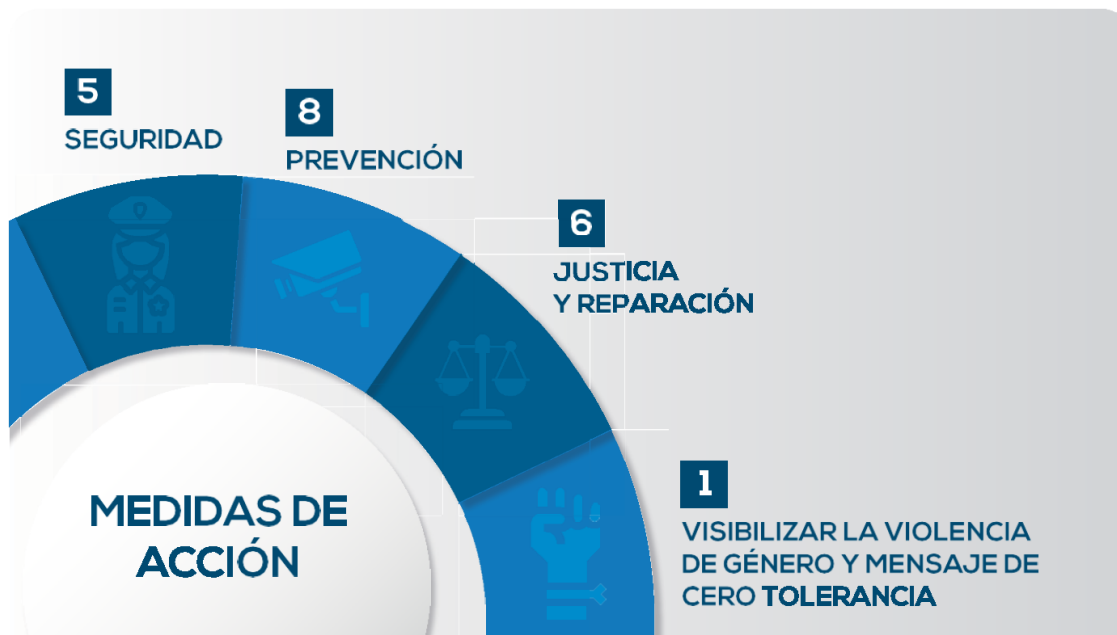 5
SEGURIDAD
8
PREVENCIÓN
6
JUSTICIA
Y REPARACIÓN
1
VISIBILIZAR LA VIOLENCIA
DE GÉNERO Y MENSAJE DE
CERO TOLERANCIA
MEDIDAS DE
ACCIÓN